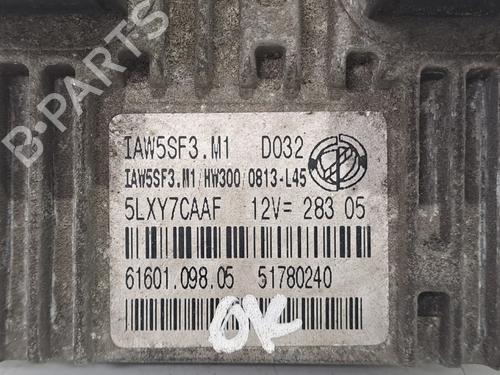 B-PARTS
IAW5SF3.M1 D032
IAW5SF3.M1/HW300/0813-L45
5LXY7CAAF 12V= 283 05
61601.098.05 51780240
OK